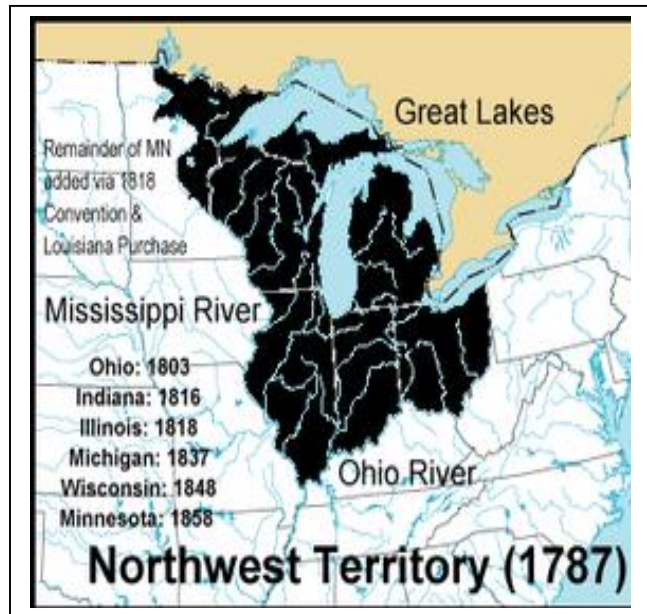 Great Lakes
Remainder of MN
added via 1818
Convention &
Louisiana Purchase
Mississippi River
Ohio: 1803
Indiana: 1816
Illinois: 1818
Michigan: 1837
Wisconsin: 1848
Minnesota: 1858
Ohio River
Northwest Territory (1787)